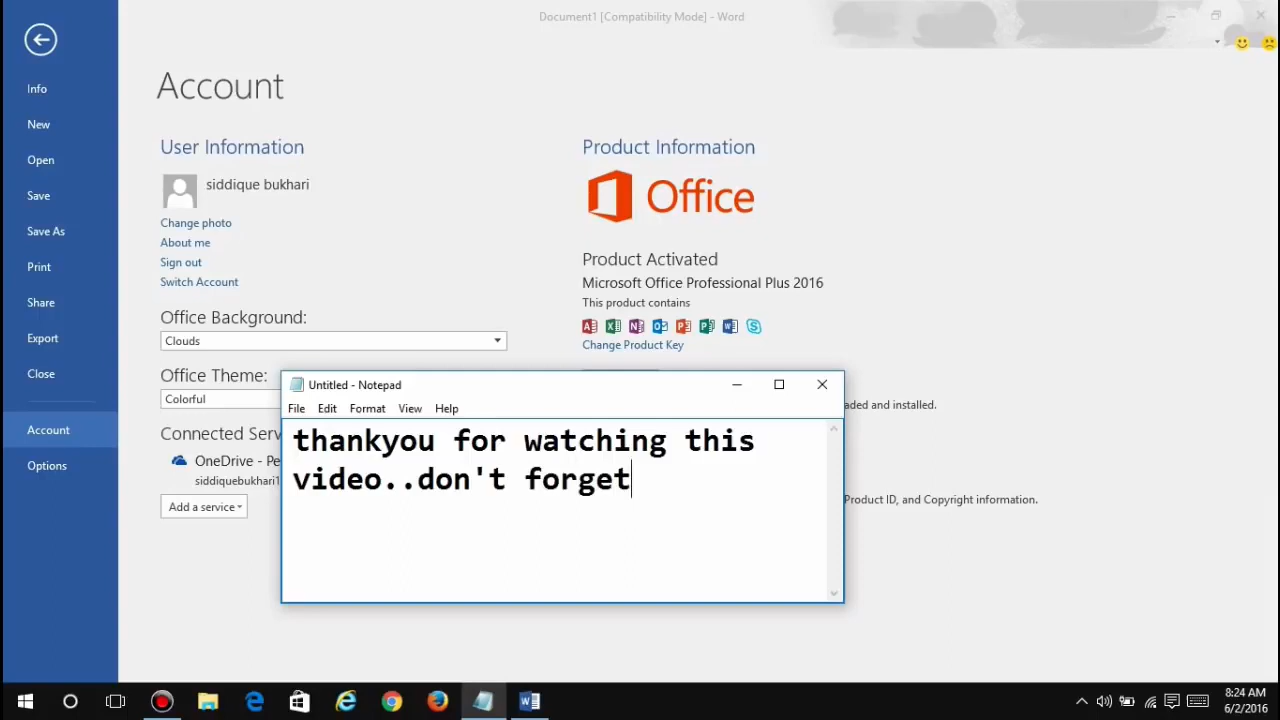 Document1 [Compatibility Mode] - Word
Info
New
Open
Save
Save As
Print
Share
Export
Close
Account
Options
Account
User Information
siddique bukhari
Change photo
About me
Sign out
Switch Account
Office Background:
Clouds
Office Theme:
Colorful
Connected Serv
OneDrive - Pe
siddiquebukhari1
Add a service
Product Information
Office
Product Activated
Microsoft Office Professional Plus 2016
This product contains
Change Product Key
aded and installed.
Product ID, and Copyright information.
Untitled - Notepad
File Edit Format View Help
thankyou for watching this
video..don't forget
8:24 AM
6/2/2016